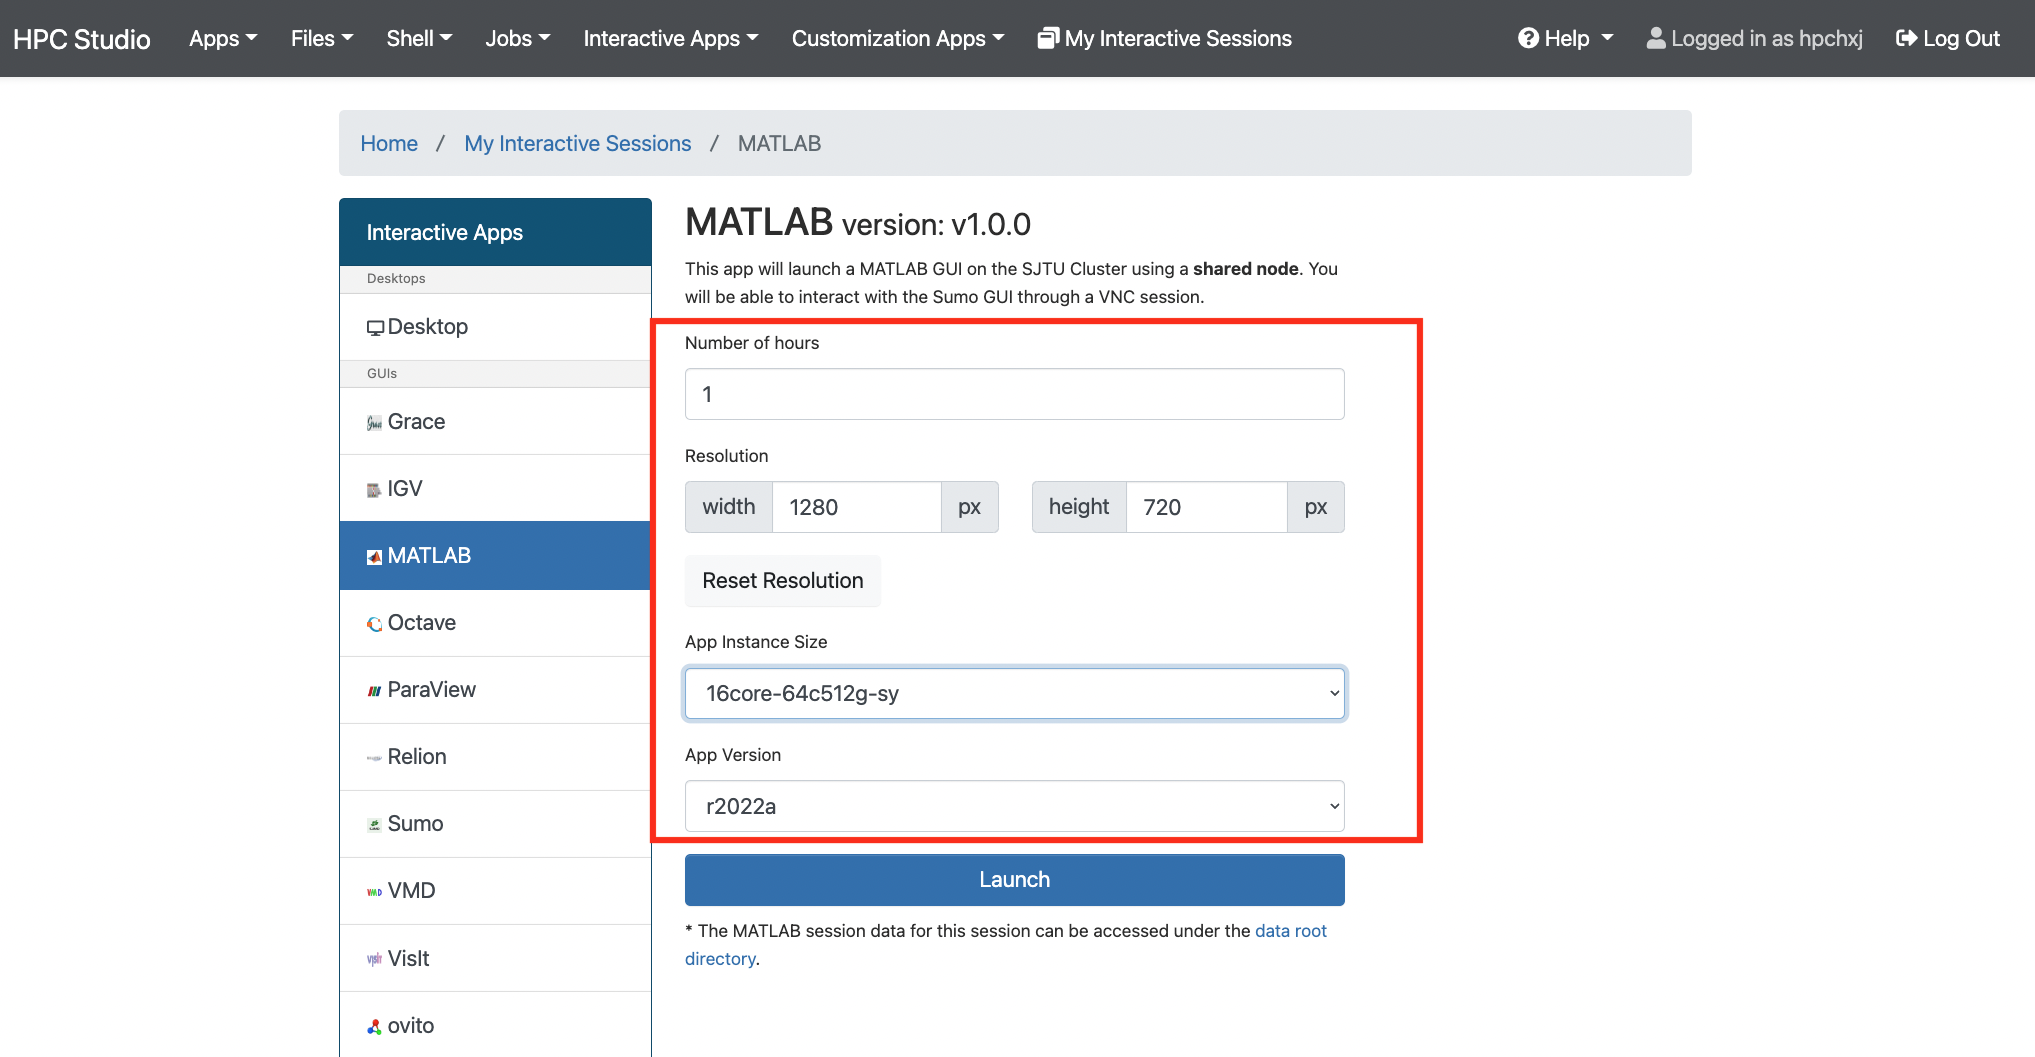 HPC Studio Apps Files Shell Jobs Interactive Apps Customization Apps My Interactive Sessions Help Logged in as hpchxj Log Out
Home / My Interactive Sessions / MATLAB
Interactive Apps
Desktops
Desktop
GUIs
Grace
IGV
MATLAB
Octave
ParaView
Relion
Sumo
VMD
VisIt
ovito
MATLAB version: v1.0.0
This app will launch a MATLAB GUI on the SJTU Cluster using a shared node. You
will be able to interact with the Sumo GUI through a VNC session.
Number of hours
1
Resolution
width 1280 px height 720 px
Reset Resolution
App Instance Size
16core-64c512g-sy
App Version
r2022a
Launch
* The MATLAB session data for this session can be accessed under the data root
directory.